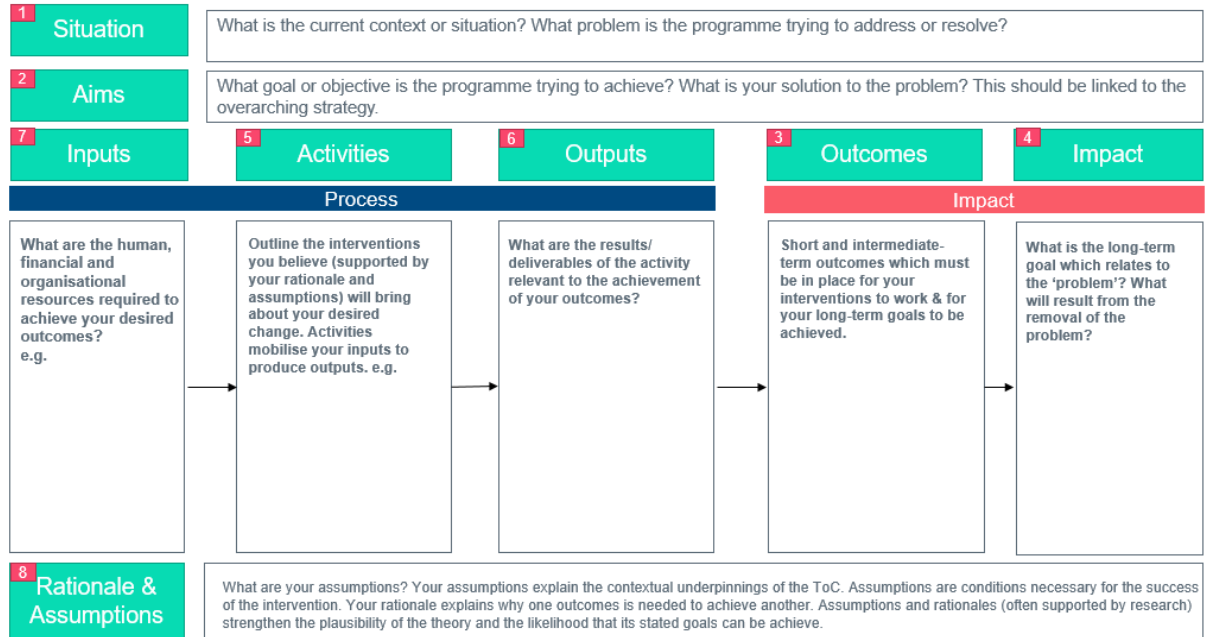 1
Situation
What is the current context or situation? What problem is the programme trying to address or resolve?
2
Aims
What goal or objective is the programme trying to achieve? What is your solution to the problem? This should be linked to the
overarching strategy.
7
Inputs
5
Activities
6
Outputs
3
Outcomes
4
Impact
Process
Impact
What are the human,
financial and
organisational
resources required to
achieve your desired
outcomes?
e.g.
Outline the interventions
you believe (supported by
your rationale and
assumptions) will bring
about your desired
change. Activities
mobilise your inputs to
produce outputs. e.g.
What are the results/
deliverables of the activity
relevant to the achievement
of your outcomes?
Short and intermediate-
term outcomes which must
be in place for your
interventions to work & for
your long-term goals to be
achieved.
What is the long-term
goal which relates to
the ‘problem’? What
will result from the
removal of the
problem?
8
Rationale &
Assumptions
What are your assumptions? Your assumptions explain the contextual underpinnings of the ToC. Assumptions are conditions necessary for the success
of the intervention. Your rationale explains why one outcomes is needed to achieve another. Assumptions and rationales (often supported by research)
strengthen the plausibility of the theory and the likelihood that its stated goals can be achieve.